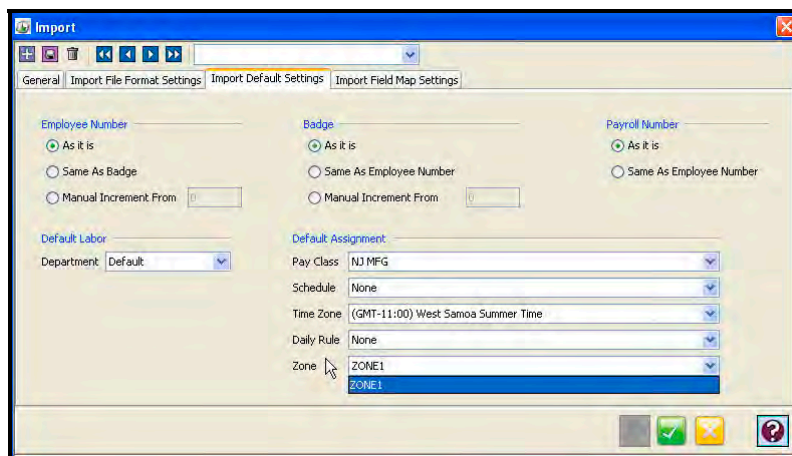 Import
General Import File Format Settings Import Default Settings Import Field Map Settings
Employee Number Badge Payroll Number
As it is As it is As it is
Same As Badge Same As Employee Number Same As Employee Number
Manual Increment From 0 Manual Increment From 0
Default Labor Default Assignment
Department Default Pay Class NJ MFG
Schedule None
Time Zone (GMT-11:00) West Samoa Summer Time
Daily Rule None
Zone ZONE1
ZONE1